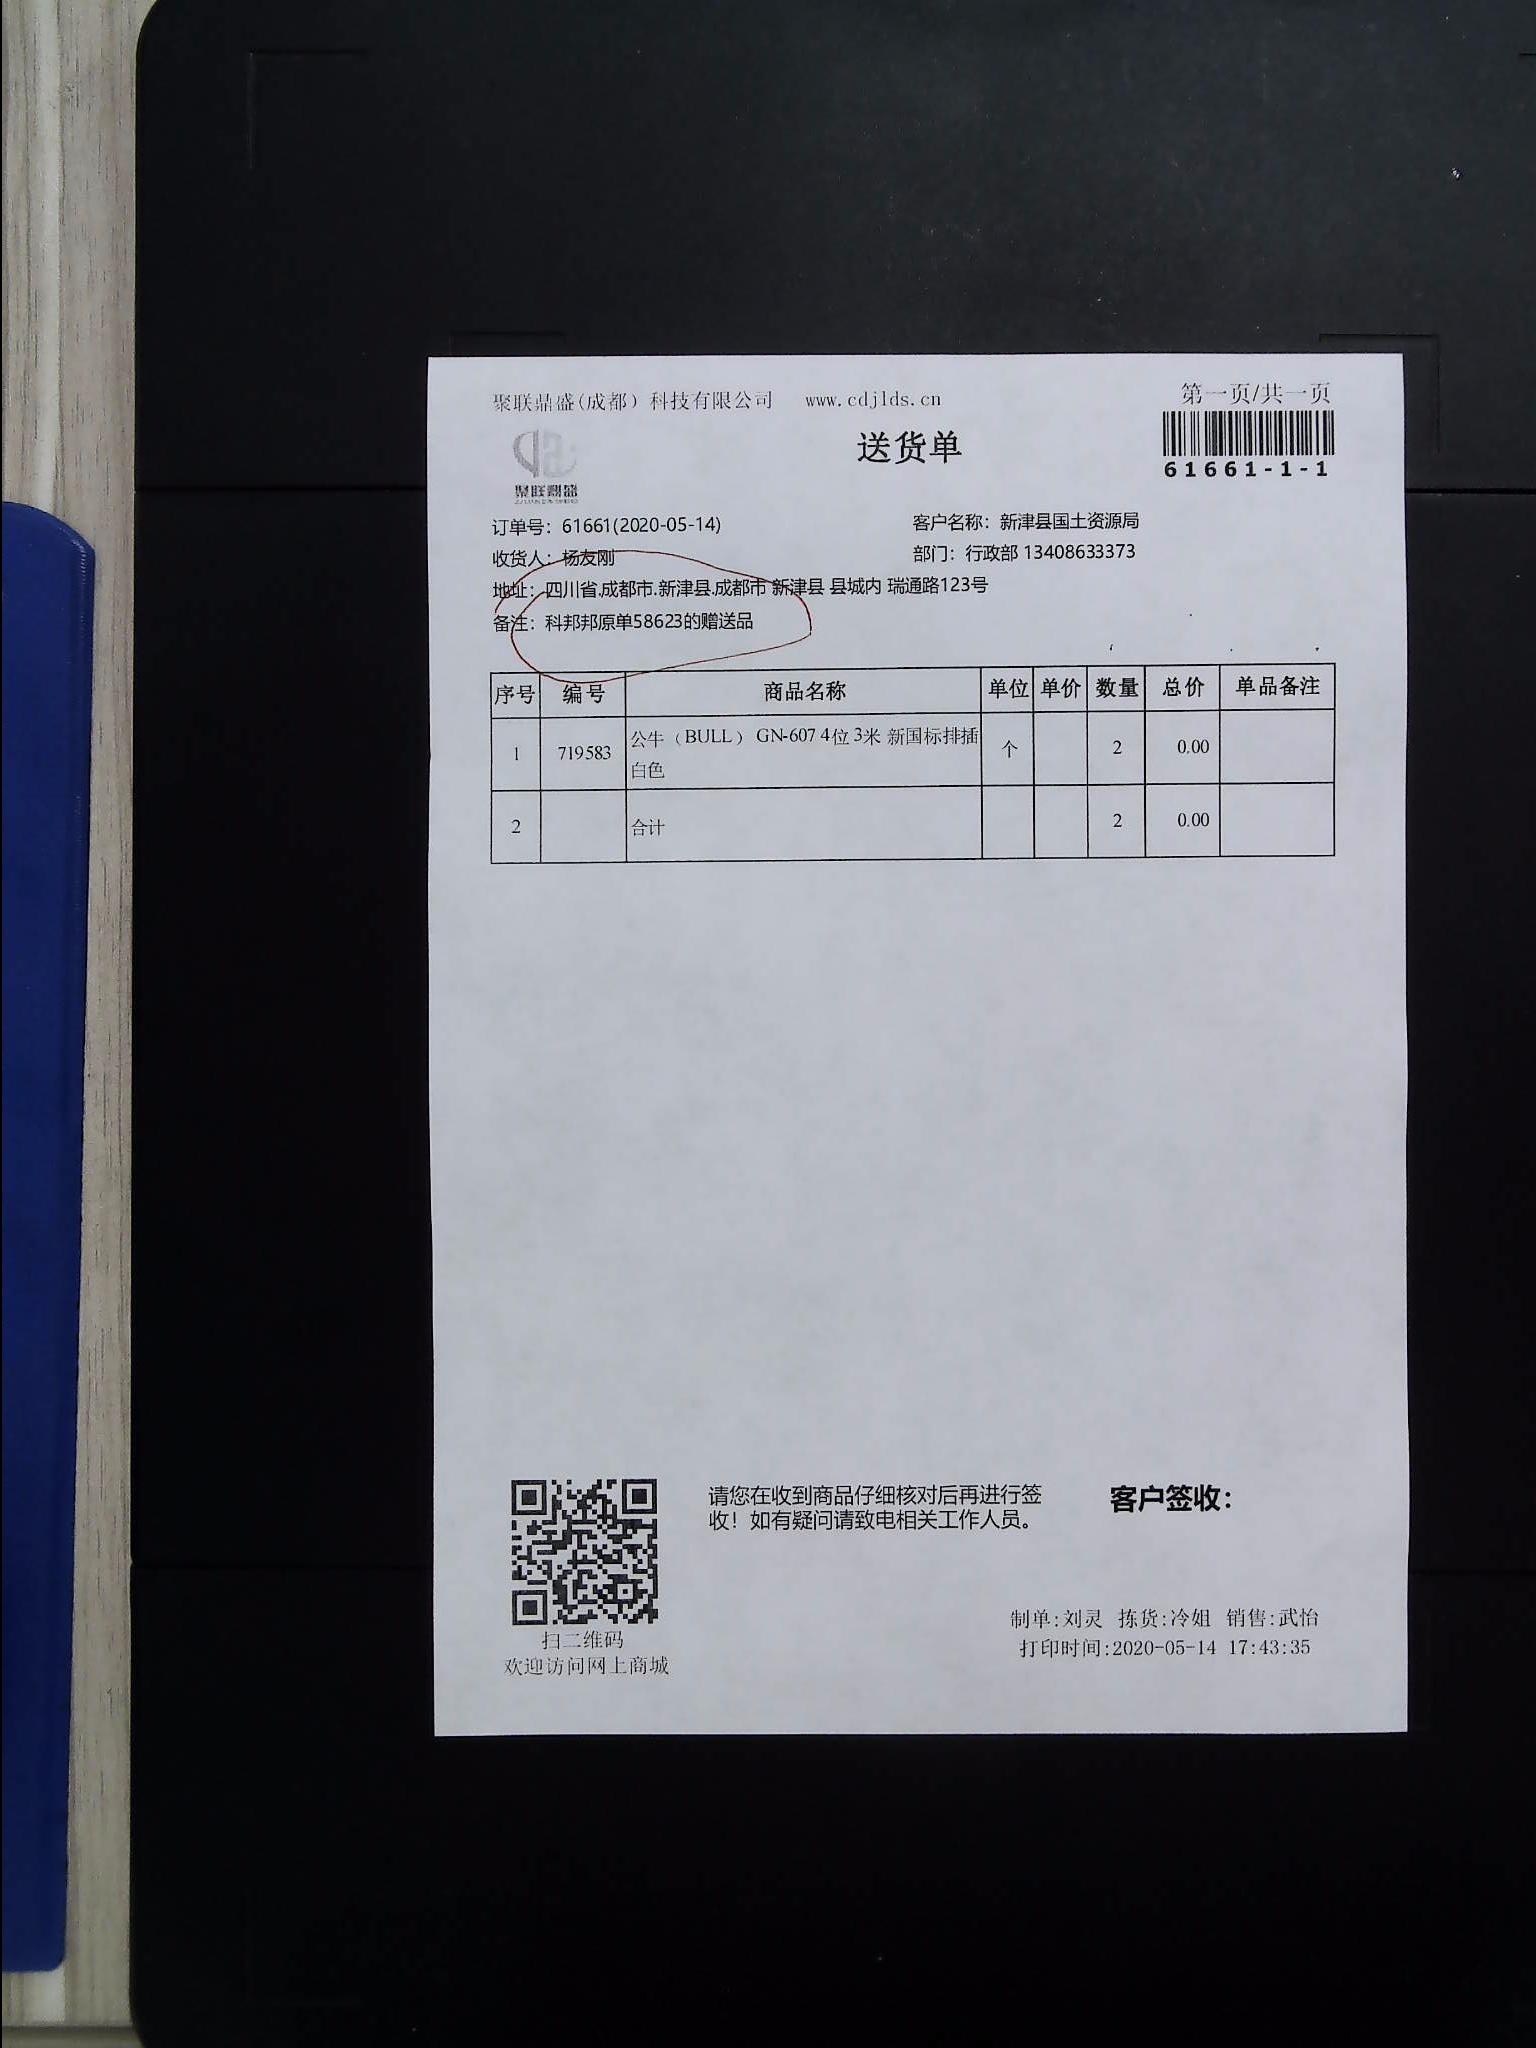 聚联鼎盛(成都）科技有限公司 www.cdjlds.cn
第一页/共一页
送货单
61661-1-1
聚联鼎盛
订单号：61661(2020-05-14)
客户名称：新津县国土资源局
收货人：杨友刚
部门：行政部 13408633373
地址：四川省.成都市.新津县.成都市 新津县 县城内 瑞通路123号
备注：科邦邦原单58623的赠送品
序号 编号 商品名称 单位 单价 数量 总价 单品备注
1 719583 公牛（BULL） GN-607 4位 3米 新国标排插 个 2 0.00
白色
2 合计 2 0.00
请您在收到商品仔细核对后再进行签
收！如有疑问请致电相关工作人员。
客户签收：
扫二维码
欢迎访问网上商城
制单:刘灵 拣货:冷姐 销售:武怡
打印时间:2020-05-14 17:43:35